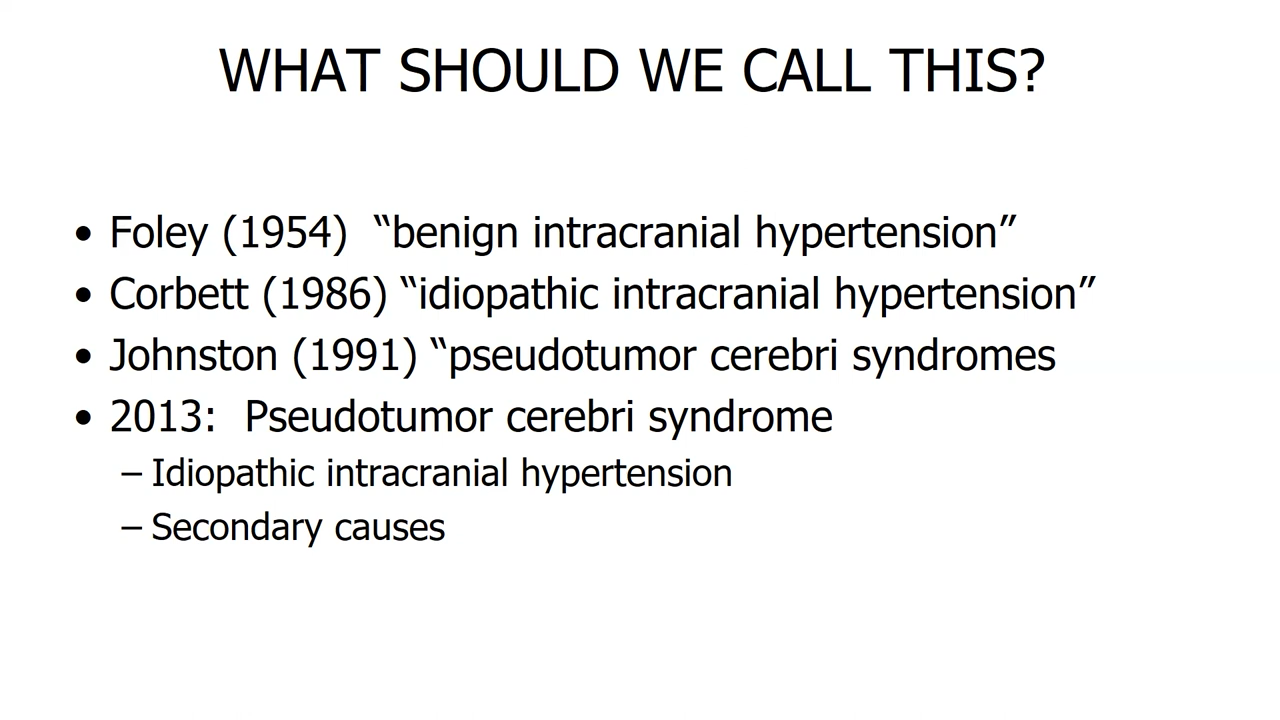 WHAT SHOULD WE CALL THIS?
• Foley (1954)  “benign intracranial hypertension”
• Corbett (1986) “idiopathic intracranial hypertension”
• Johnston (1991) “pseudotumor cerebri syndromes
• 2013:  Pseudotumor cerebri syndrome
– Idiopathic intracranial hypertension
– Secondary causes